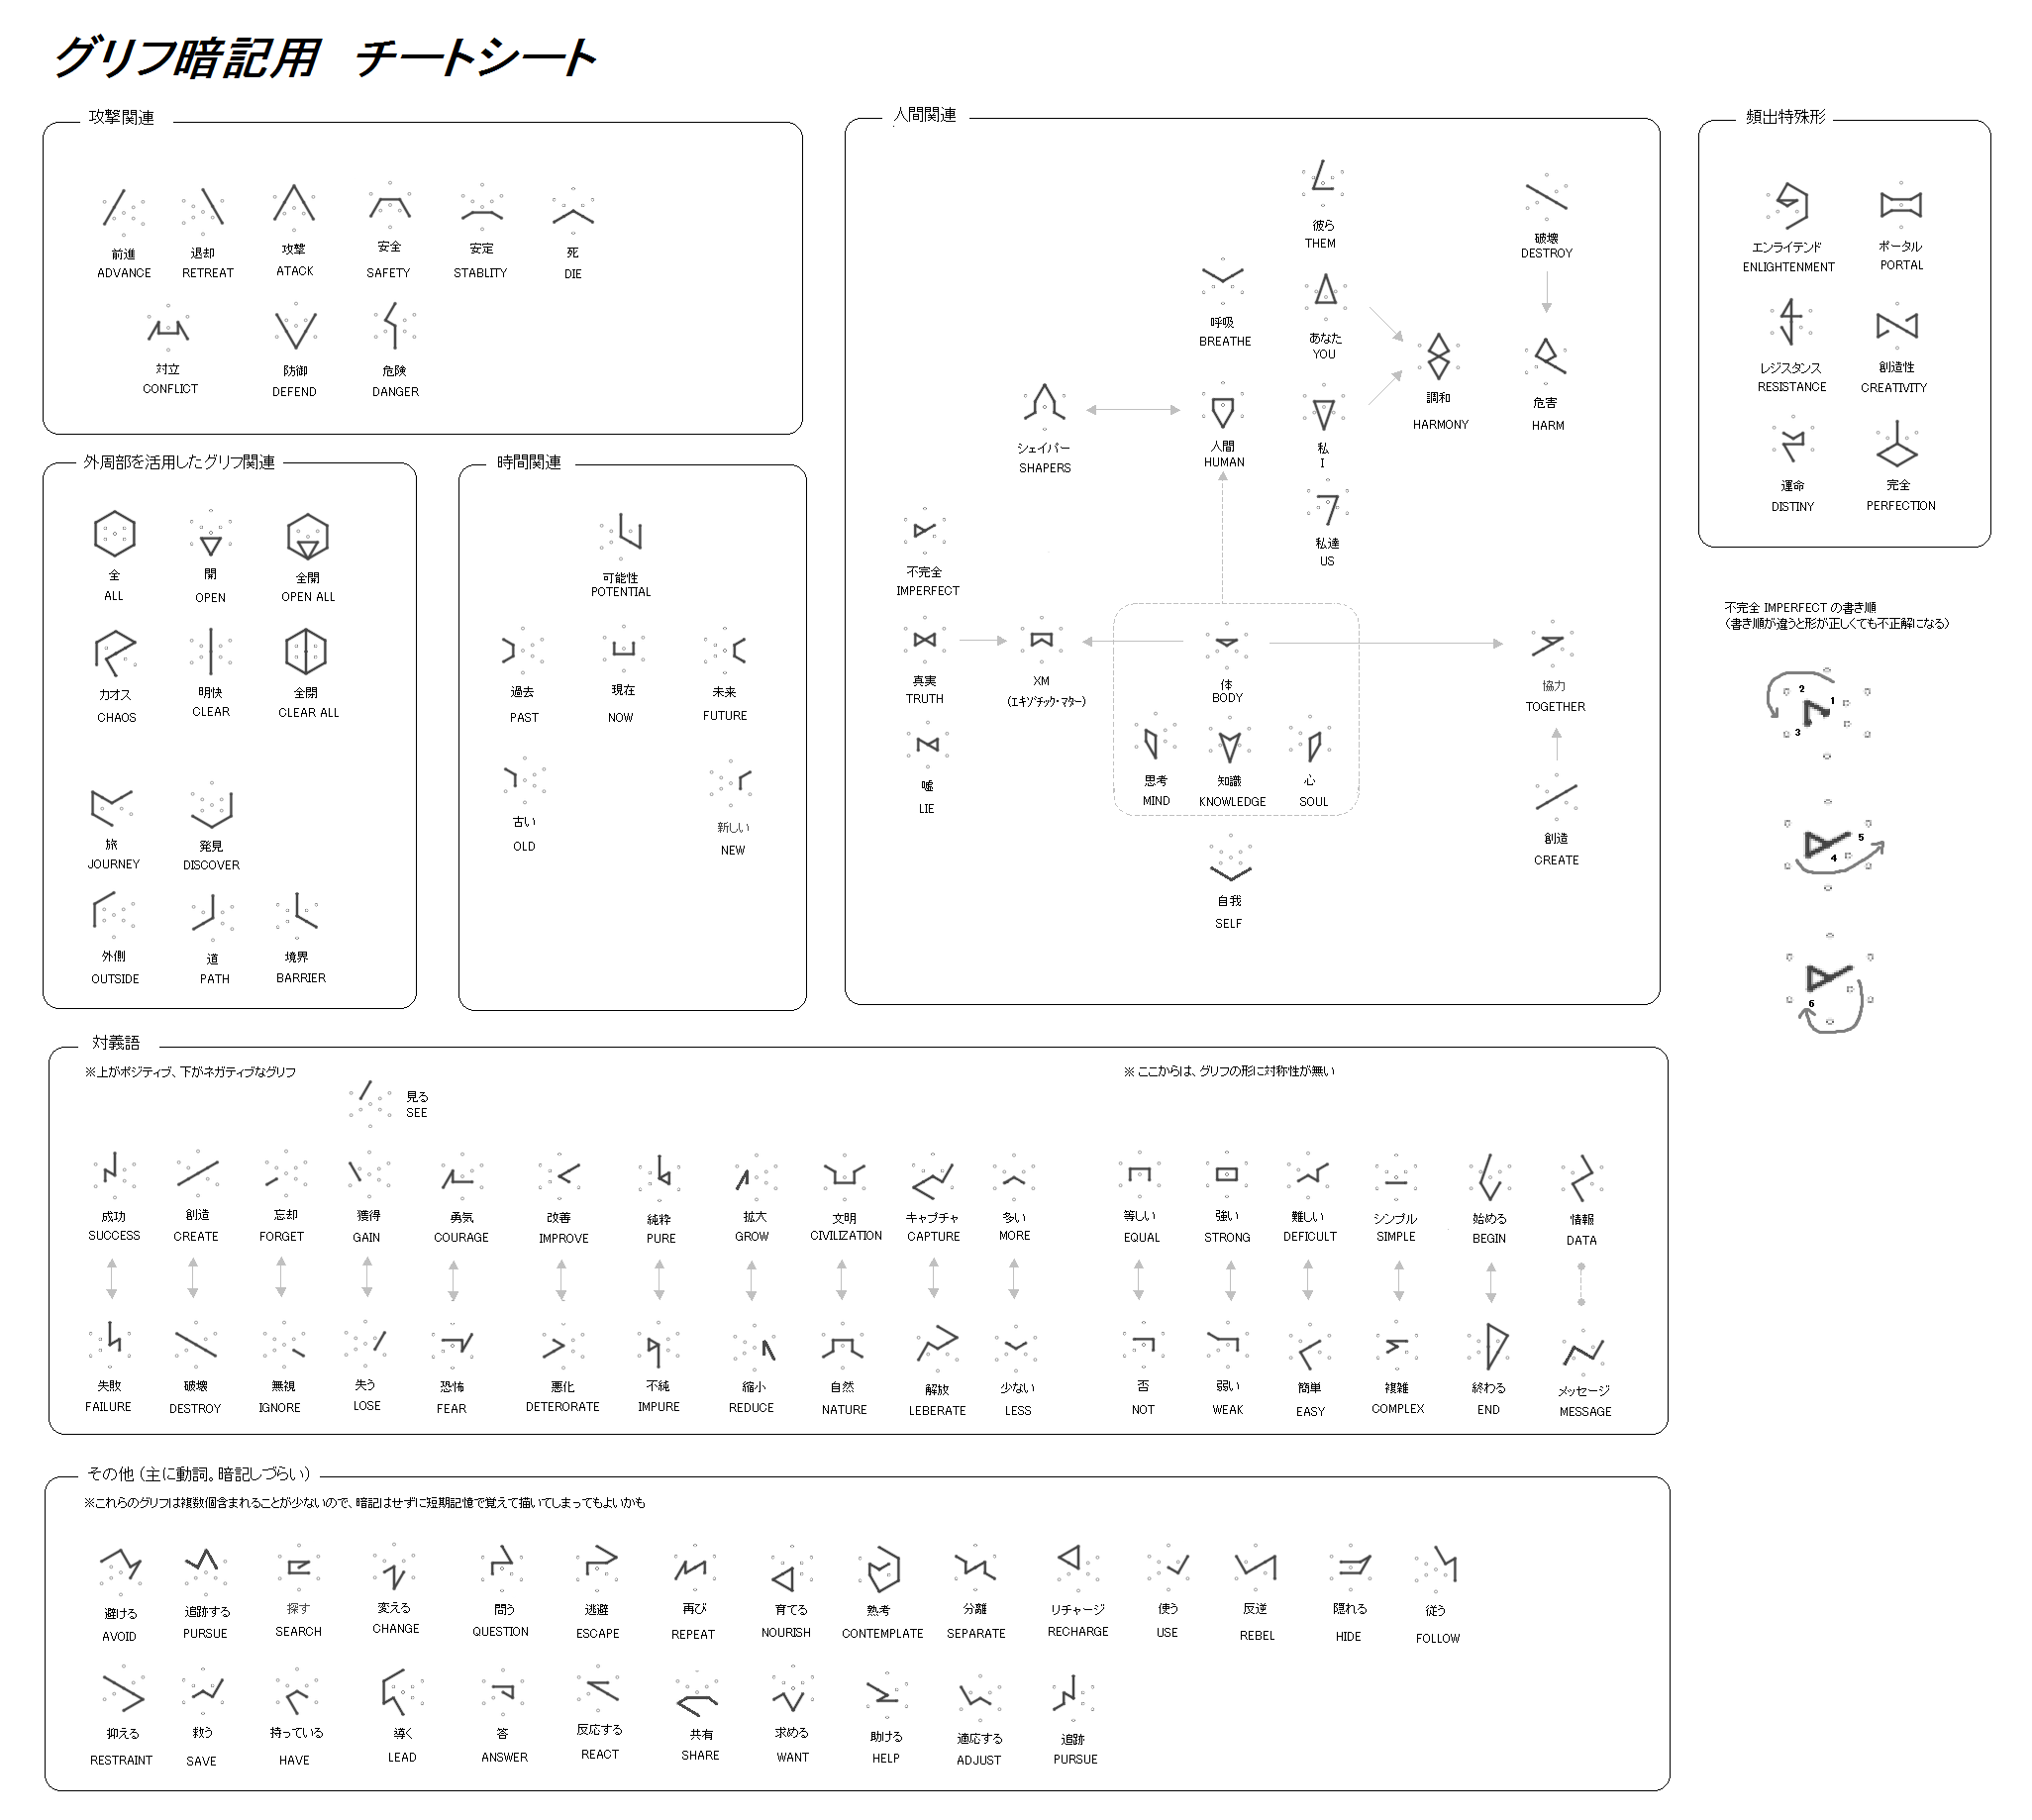 グリフ暗記用　チートシート
攻撃関連
前進
ADVANCE
退却
RETREAT
攻撃
ATACK
安全
SAFETY
安定
STABLITY
死
DIE
対立
CONFLICT
防御
DEFEND
危険
DANGER
外周部を活用したグリフ関連
全
ALL
開
OPEN
全開
OPEN ALL
カオス
CHAOS
明快
CLEAR
全閉
CLEAR ALL
旅
JOURNEY
発見
DISCOVER
外側
OUTSIDE
道
PATH
境界
BARRIER
時間関連
可能性
POTENTIAL
過去
PAST
現在
NOW
未来
FUTURE
古い
OLD
新しい
NEW
人間関連
彼ら
THEM
破壊
DESTROY
呼吸
BREATHE
あなた
YOU
調和
HARMONY
危害
HARM
シェイパー
SHAPERS
人間
HUMAN
私
I
私達
US
不完全
IMPERFECT
真実
TRUTH
XM
（エキゾチック・マター）
体
BODY
協力
TOGETHER
嘘
LIE
思考
MIND
知識
KNOWLEDGE
心
SOUL
創造
CREATE
自我
SELF
頻出特殊形
エンライテンド
ENLIGHTENMENT
ポータル
PORTAL
レジスタンス
RESISTANCE
創造性
CREATIVITY
運命
DISTINY
完全
PERFECTION
不完全 IMPERFECT の書き順
（書き順が違うと形が正しくても不正解になる）
1
2
3
4
5
6
対義語
※上がポジティブ、下がネガティブなグリフ
※ここからは、グリフの形に対称性が無い
見る
SEE
成功
SUCCESS
創造
CREATE
忘却
FORGET
獲得
GAIN
勇気
COURAGE
改善
IMPROVE
純粋
PURE
拡大
GROW
文明
CIVILIZATION
キャプチャ
CAPTURE
多い
MORE
等しい
EQUAL
強い
STRONG
難しい
DEFICULT
シンプル
SIMPLE
始める
BEGIN
情報
DATA
失敗
FAILURE
破壊
DESTROY
無視
IGNORE
失う
LOSE
恐怖
FEAR
悪化
DETERORATE
不純
IMPURE
縮小
REDUCE
自然
NATURE
解放
LEBERATE
少ない
LESS
否
NOT
弱い
WEAK
簡単
EASY
複雑
COMPLEX
終わる
END
メッセージ
MESSAGE
その他（主に動詞。暗記しづらい）
※これらのグリフは複数個含まれることが少ないので、暗記はせずに短期記憶で覚えて描いてしまってもよいかも
避ける
AVOID
追跡する
PURSUE
探す
SEARCH
変える
CHANGE
問う
QUESTION
逃避
ESCAPE
再び
REPEAT
育てる
NOURISH
熟考
CONTEMPLATE
分離
SEPARATE
リチャージ
RECHARGE
使う
USE
反逆
REBEL
隠れる
HIDE
従う
FOLLOW
抑える
RESTRAINT
救う
SAVE
持っている
HAVE
導く
LEAD
答
ANSWER
反応する
REACT
共有
SHARE
求める
WANT
助ける
HELP
適応する
ADJUST
追跡
PURSUE